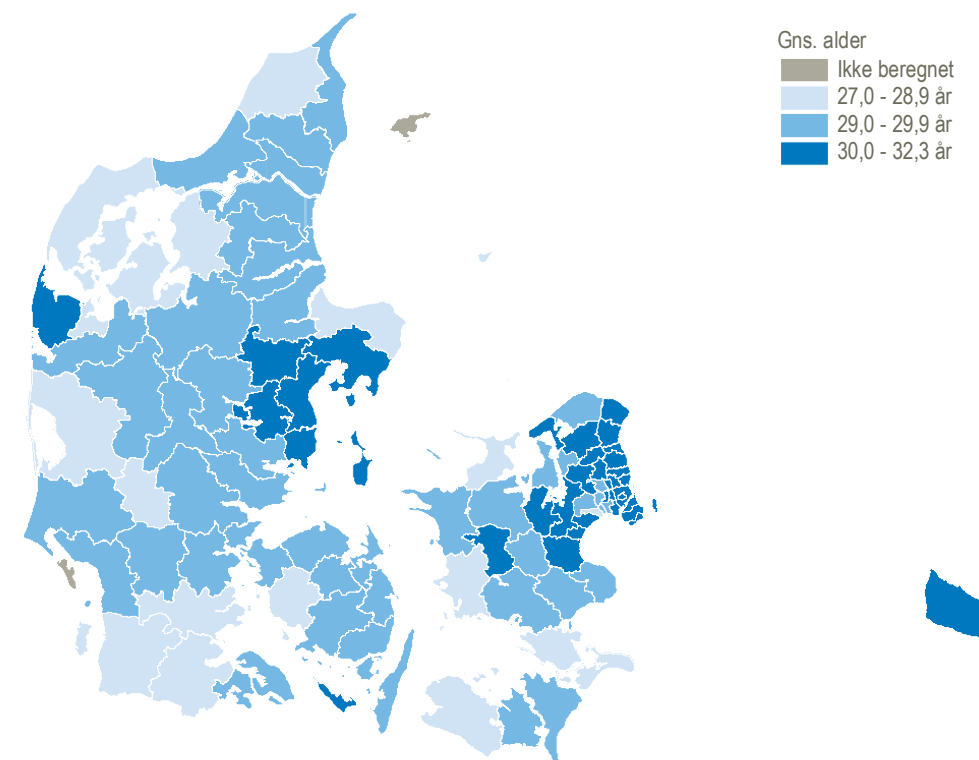 Gns. alder
Ikke beregnet
27,0 - 28,9 år
29,0 - 29,9 år
30,0 - 32,3 år